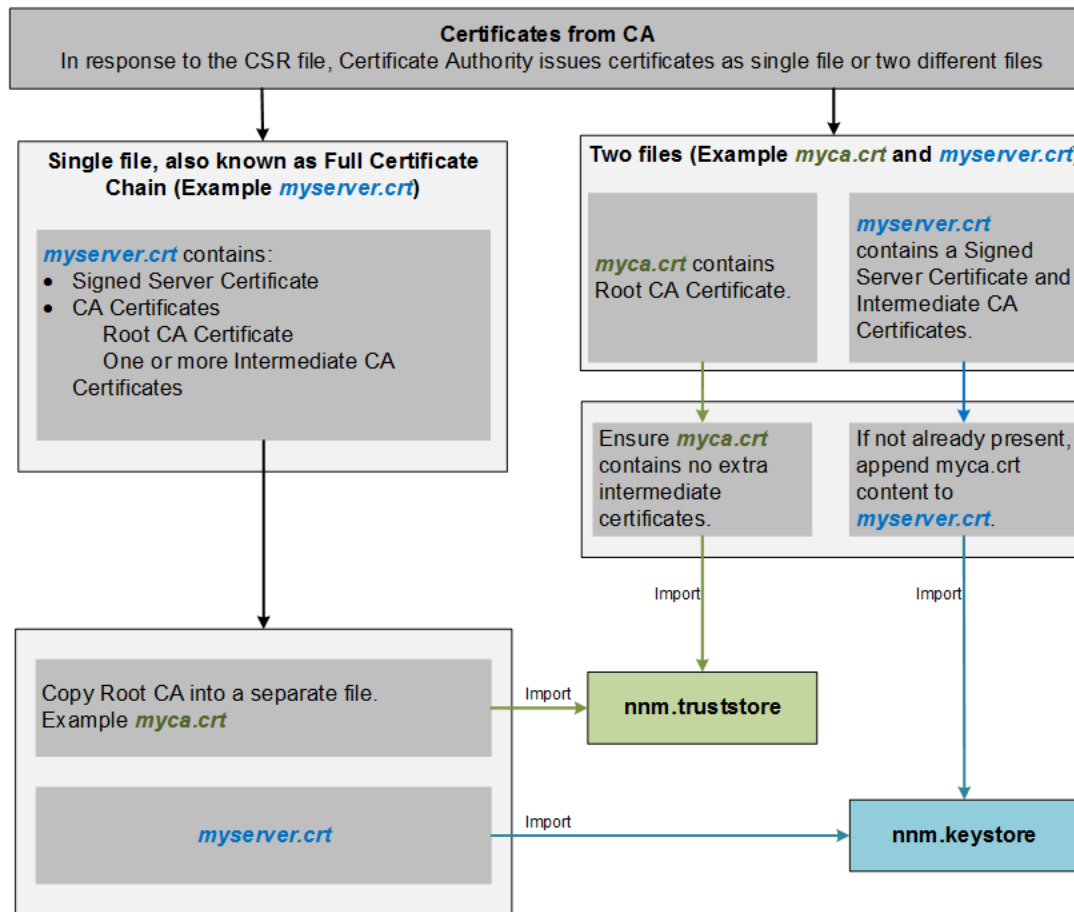 Certificates from CA
In response to the CSR file, Certificate Authority issues certificates as single file or two different files
Single file, also known as Full Certificate
Chain (Example myserver.crt)
myserver.crt contains:
• Signed Server Certificate
• CA Certificates
Root CA Certificate
One or more Intermediate CA
Certificates
Two files (Example myca.crt and myserver.crt)
myca.crt contains
Root CA Certificate.
myserver.crt
contains a Signed
Server Certificate and
Intermediate CA
Certificates.
Ensure myca.crt
contains no extra
intermediate
certificates.
If not already present,
append myca.crt
content to
myserver.crt.
Import
Import
Copy Root CA into a separate file.
Example myca.crt
Import
nnm.truststore
myserver.crt
Import
nnm.keystore